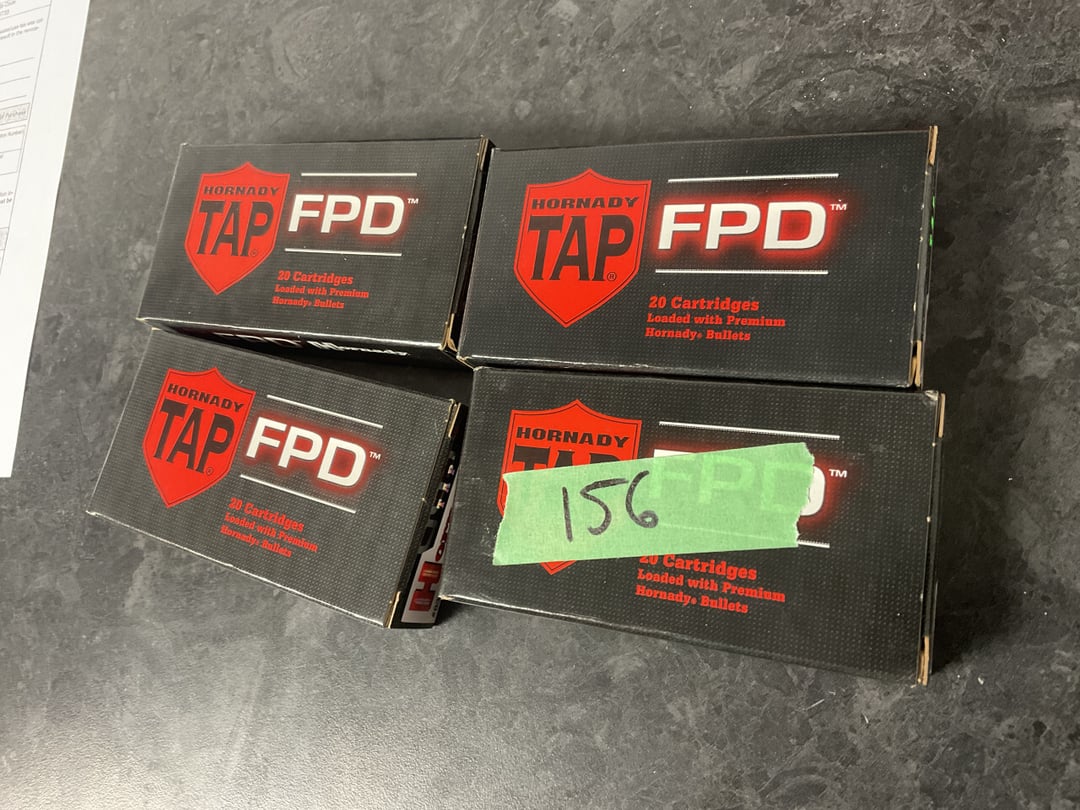 HORNADY
TAP®
FPD™
20 Cartridges
Loaded with Premium
Hornady® Bullets
HORNADY
TAP®
FPD™
20 Cartridges
Loaded with Premium
Hornady® Bullets
HORNADY
TAP®
FPD™
20 Cartridges
Loaded with Premium
Hornady® Bullets
HORNADY
TAP
FPD™
156
20 Cartridges
Loaded with Premium
Hornady® Bullets